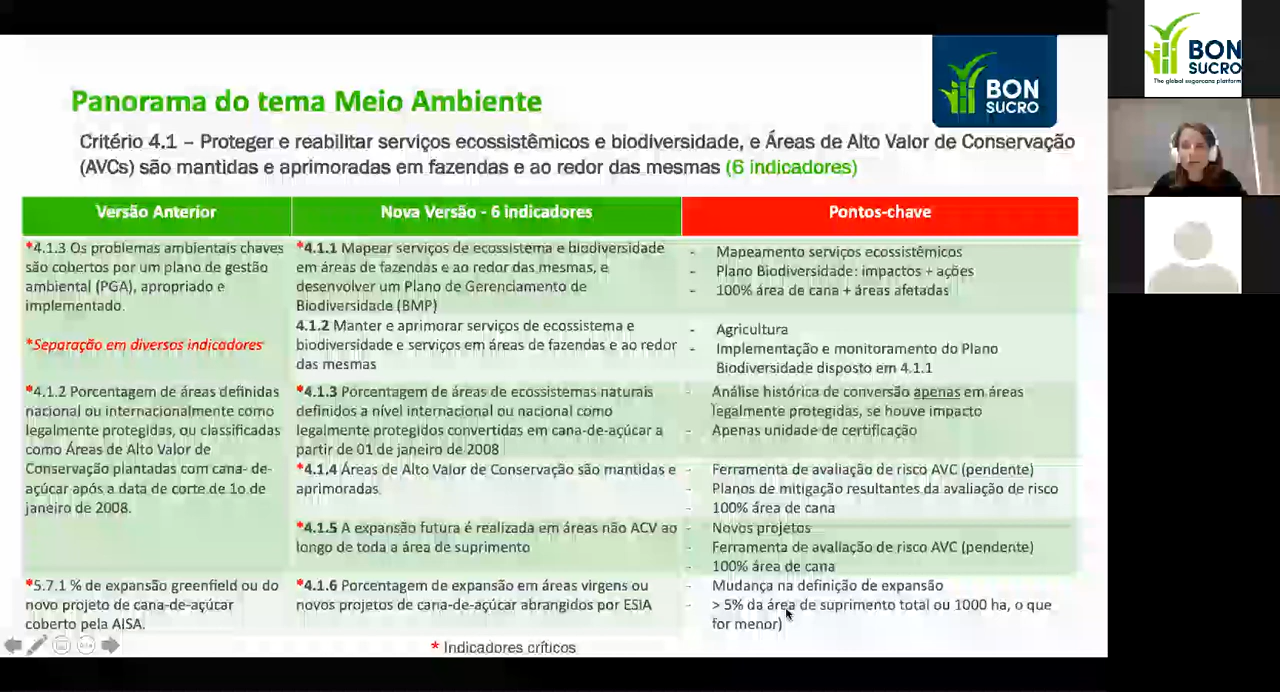 Panorama do tema Meio Ambiente
BON
SUCRO
Critério 4.1 – Proteger e reabilitar serviços ecossistêmicos e biodiversidade, e Áreas de Alto Valor de Conservação
(AVCs) são mantidas e aprimoradas em fazendas e ao redor das mesmas (6 indicadores)
Versão Anterior
*4.1.3 Os problemas ambientais chaves
são cobertos por um plano de gestão
ambiental (PGA), apropriado e
implementado.
*Separação em diversos indicadores
*4.1.2 Porcentagem de áreas definidas
nacional ou internacionalmente como
legalmente protegidas, ou classificadas
como Áreas de Alto Valor de
Conservação plantadas com cana- de-
açúcar após a data de corte de 1o de
janeiro de 2008.
*5.7.1 % de expansão greenfield ou do
novo projeto de cana-de-açúcar
coberto pela AISA.
Nova Versão - 6 indicadores
*4.1.1 Mapear serviços de ecossistema e biodiversidade
em áreas de fazendas e ao redor das mesmas, e
desenvolver um Plano de Gerenciamento de
Biodiversidade (BMP)
4.1.2 Manter e aprimorar serviços de ecossistema e
biodiversidade e serviços em áreas de fazendas e ao redor
das mesmas
*4.1.3 Porcentagem de áreas de ecossistemas naturais
definidos a nível internacional ou nacional como
legalmente protegidos convertidas em cana-de-açúcar a
partir de 01 de janeiro de 2008
*4.1.4 Áreas de Alto Valor de Conservação são mantidas e
aprimoradas
*4.1.5 A expansão futura é realizada em áreas não ACV ao
longo de toda a área de suprimento
*4.1.6 Porcentagem de expansão em áreas virgens ou
novos projetos de cana-de-açúcar abrangidos por ESIA
Pontos-chave
- Mapeamento serviços ecossistêmicos
- Plano Biodiversidade: impactos + ações
- 100% área de cana + áreas afetadas
- Agricultura
- Implementação e monitoramento do Plano
Biodiversidade disposto em 4.1.1
- Análise histórica de conversão apenas em áreas
legalmente protegidas, se houve impacto
- Apenas unidade de certificação
- Ferramenta de avaliação de risco AVC (pendente)
- Planos de mitigação resultantes da avaliação de risco
- 100% área de cana
- Novos projetos
- Ferramenta de avaliação de risco AVC (pendente)
- 100% área de cana
- Mudança na definição de expansão
- > 5% da área de suprimento total ou 1000 ha, o que
for menor)
* Indicadores críticos
BON
SUCRO
The global sugarcane platform